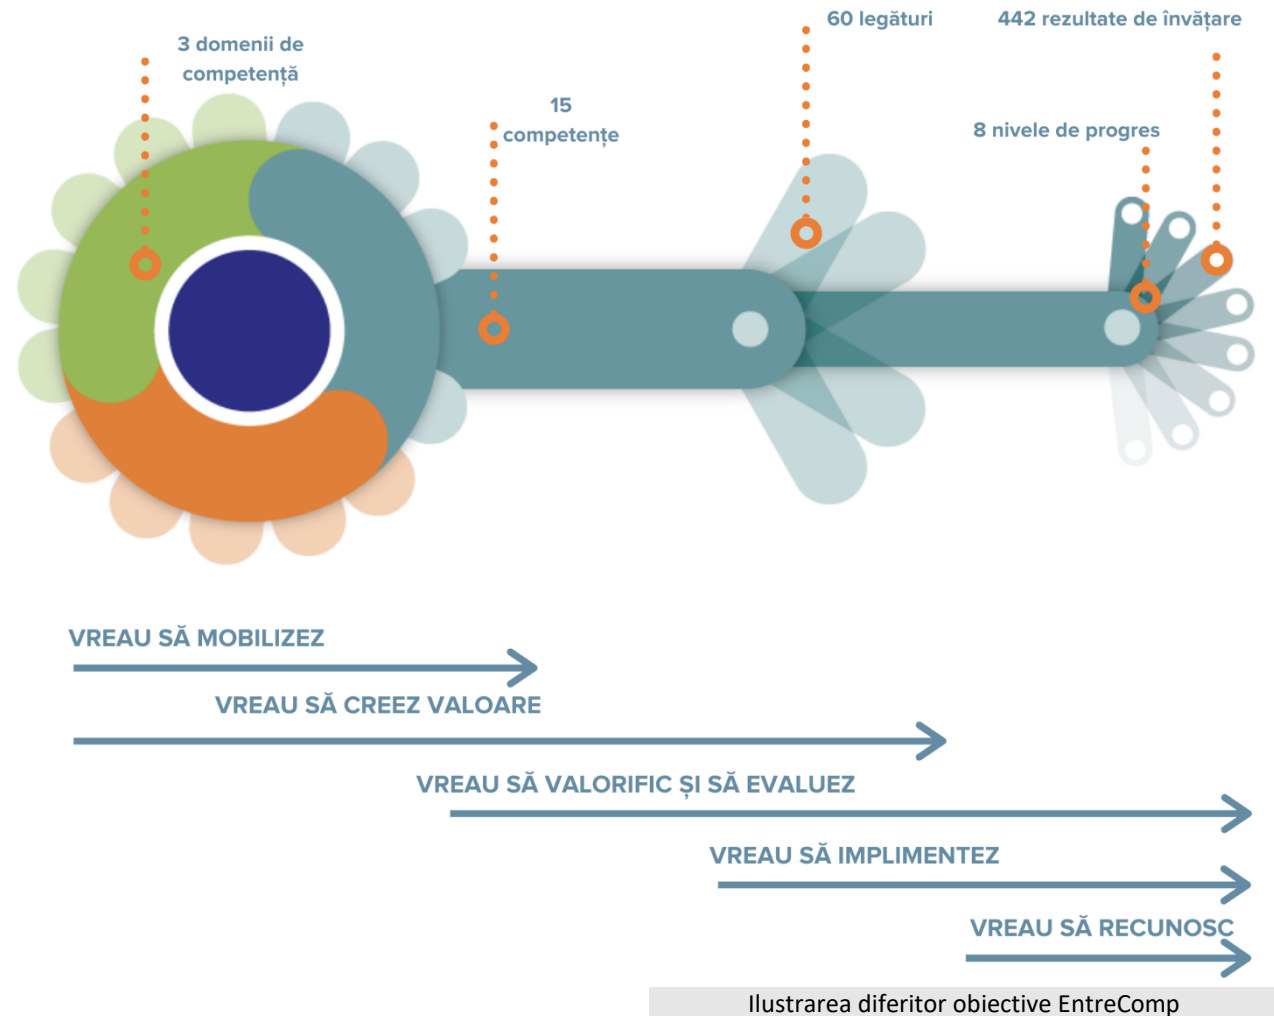 60 legături
442 rezultate de învățare
3 domenii de
competență
15
competențe
8 nivele de progres
VREAU SĂ MOBILIZEZ
VREAU SĂ CREEZ VALOARE
VREAU SĂ VALORIFIC ȘI SĂ EVALUEZ
VREAU SĂ IMPLIMENTEZ
VREAU SĂ RECUNOSC
Ilustrarea diferitor obiective EntreComp